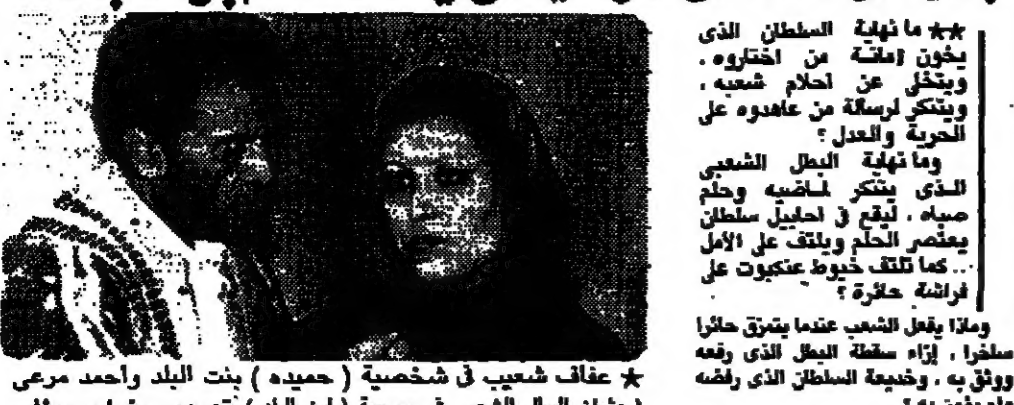 ★★ ما نهاية السلطان الذى
يخون أمانة من اختاروه .
ويتخلى عن أحلام شعبه ،
ويتنكر لرسالة من عاهدوه على
الحرية والعدل ؟
وما نهاية البطل الشعبى
الـذى يتنكر لماضيه وحلم
صباه . ليقع فى أحابيل سلطان
يعتصر الحلم ويلتف على الأمل
.. كما تلتف خيوط عنكبوت على
فراشة حائرة ؟
وماذا يفعل الشعب عندما يتمزق حائرا
ساخرا . إزاء سقطة البطل الذى رفعه
ووثق به . وخديعة السلطان الذى رفضه
★ عفاف شعيب فى شخصية ( حميده ) بنت البلد وأحمد مرعى